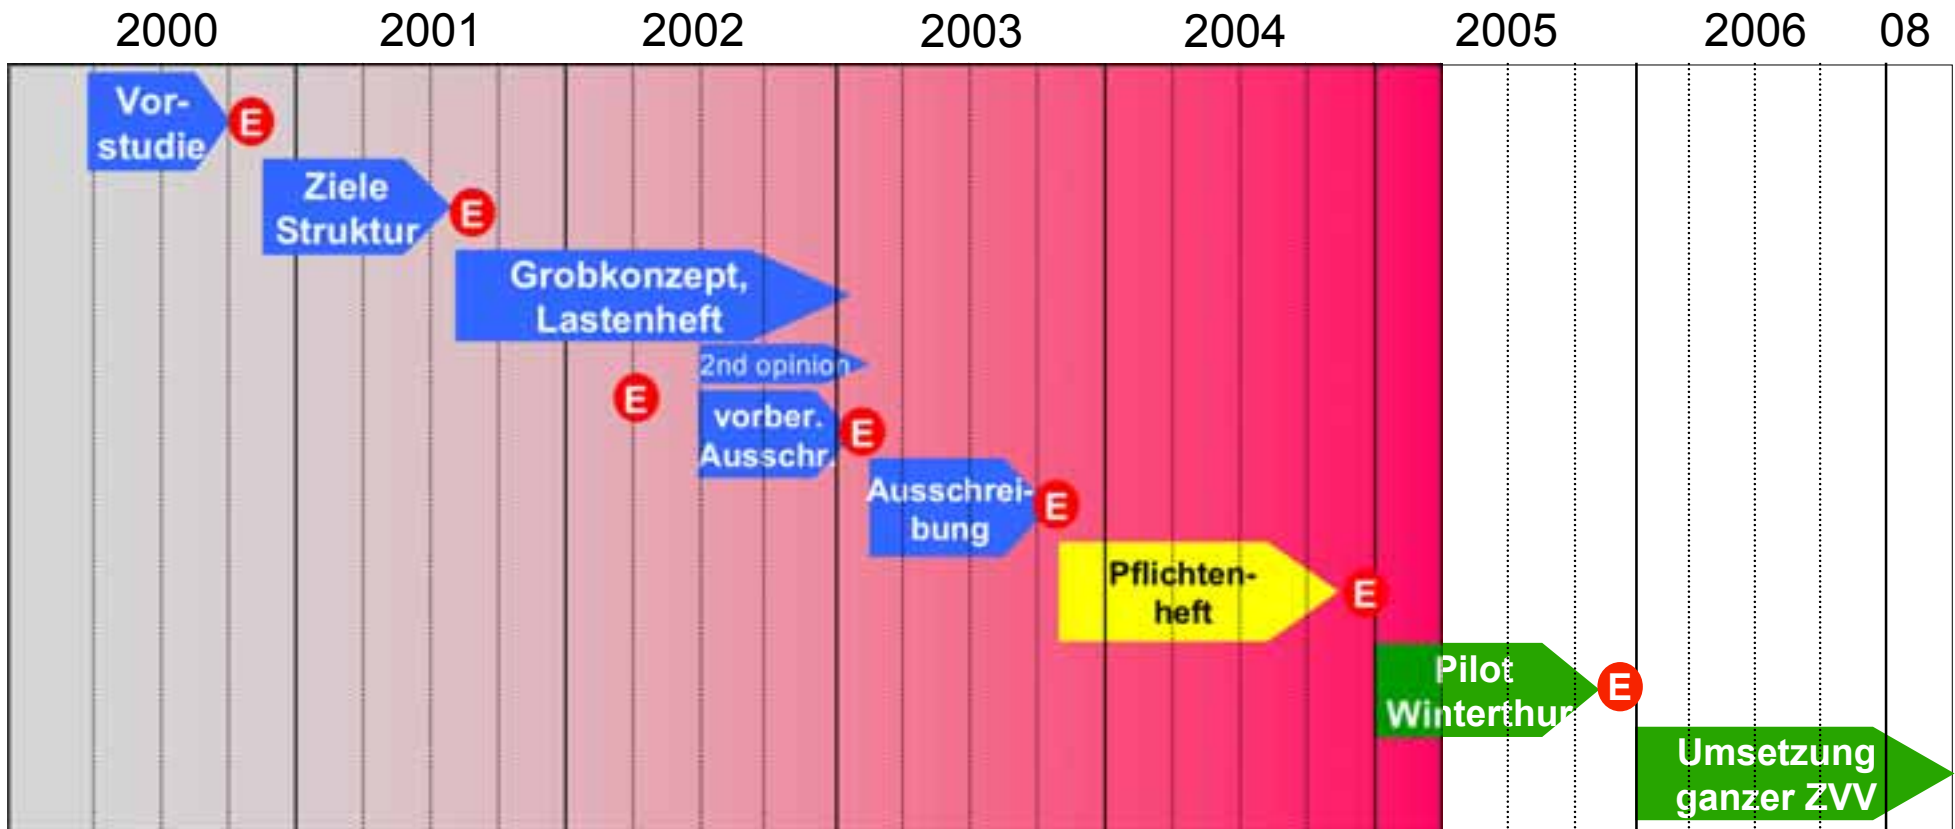 2000 2001 2002 2003 2004 2005 2006 08
Vor-
studie
E
Ziele
Struktur
E
Grobkonzept,
Lastenheft
2nd opinion
E
vorber.
Ausschr.
E
Ausschrei-
bung
E
Pflichten-
heft
E
Pilot
Winterthur
E
Umsetzung
ganzer ZVV